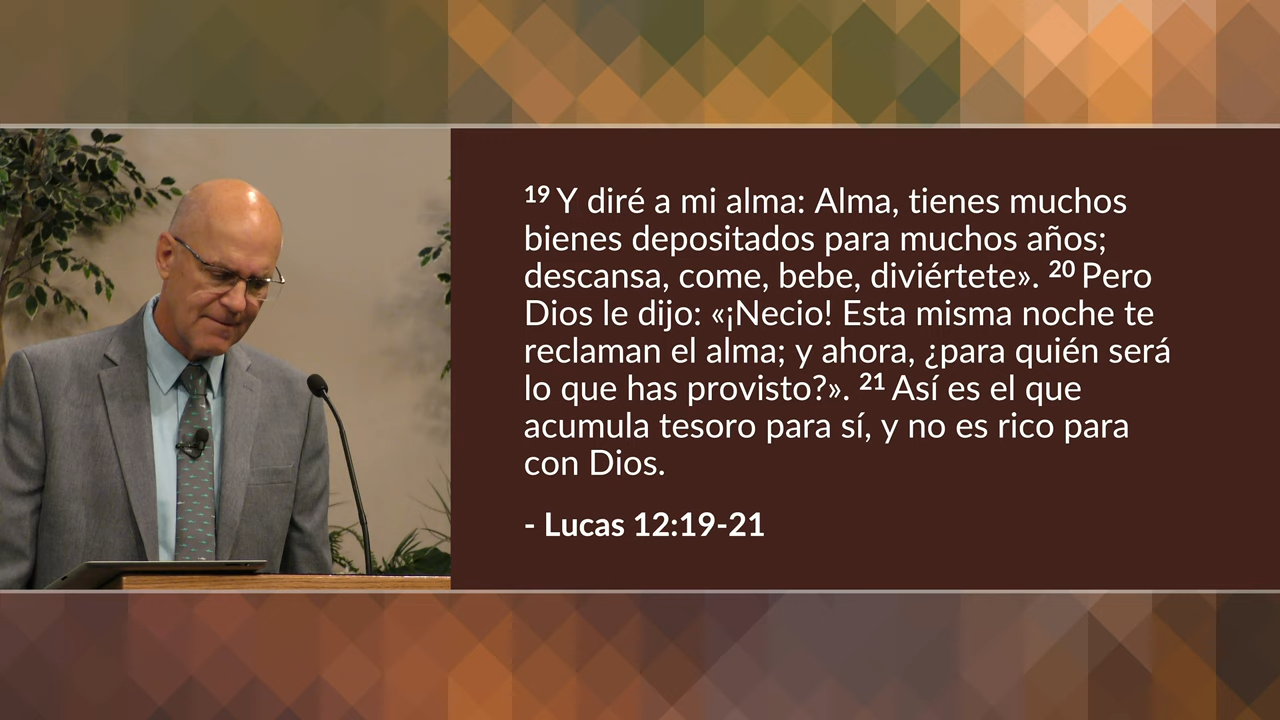 19 Y diré a mi alma: Alma, tienes muchos
bienes depositados para muchos años;
descansa, come, bebe, diviértete». 20 Pero
Dios le dijo: «¡Necio! Esta misma noche te
reclaman el alma; y ahora, ¿para quién será
lo que has provisto?». 21 Así es el que
acumula tesoro para sí, y no es rico para
con Dios.
- Lucas 12:19-21